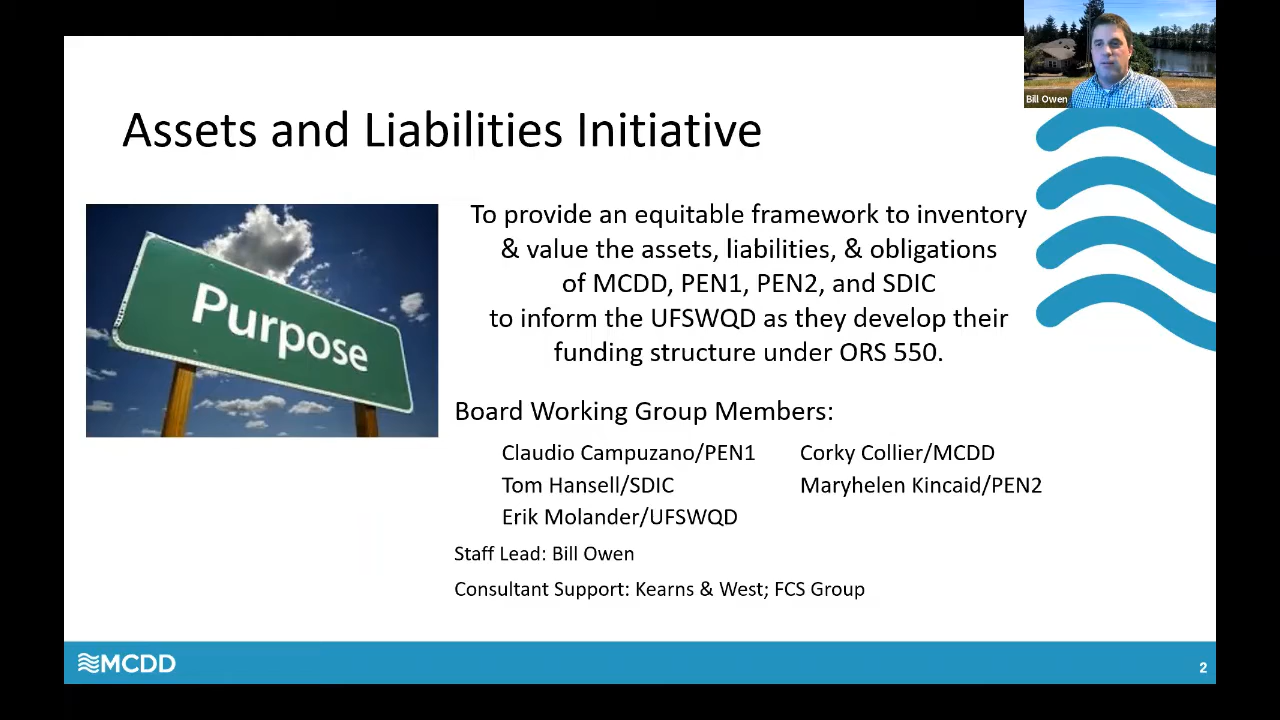 Bill Owen
Assets and Liabilities Initiative
Purpose
To provide an equitable framework to inventory
& value the assets, liabilities, & obligations
of MCDD, PEN1, PEN2, and SDIC
to inform the UFSWQD as they develop their
funding structure under ORS 550.
Board Working Group Members:
Claudio Campuzano/PEN1 Corky Collier/MCDD
Tom Hansell/SDIC Maryhelen Kincaid/PEN2
Erik Molander/UFSWQD
Staff Lead: Bill Owen
Consultant Support: Kearns & West; FCS Group
MCDD
2